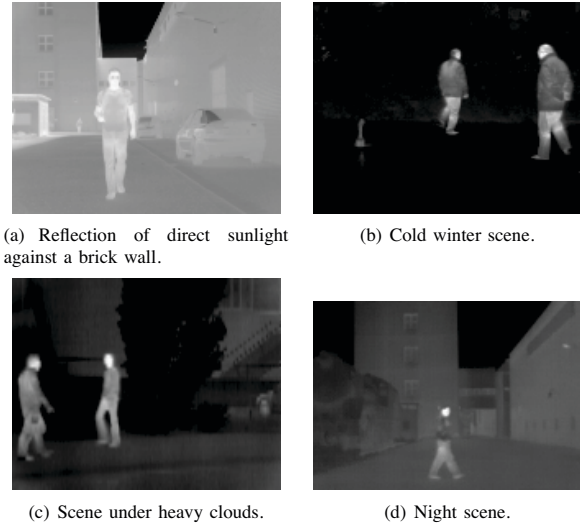 (a) Reflection of direct sunlight
against a brick wall.
(b) Cold winter scene.
(c) Scene under heavy clouds.
(d) Night scene.